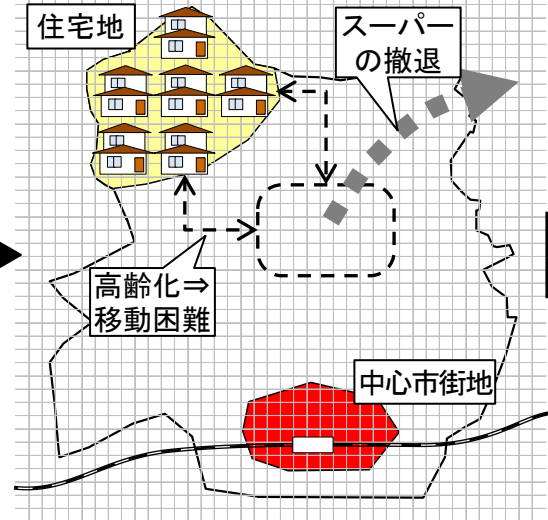 住宅地
スーパー
の撤退
高齢化⇒
移動困難
中心市街地